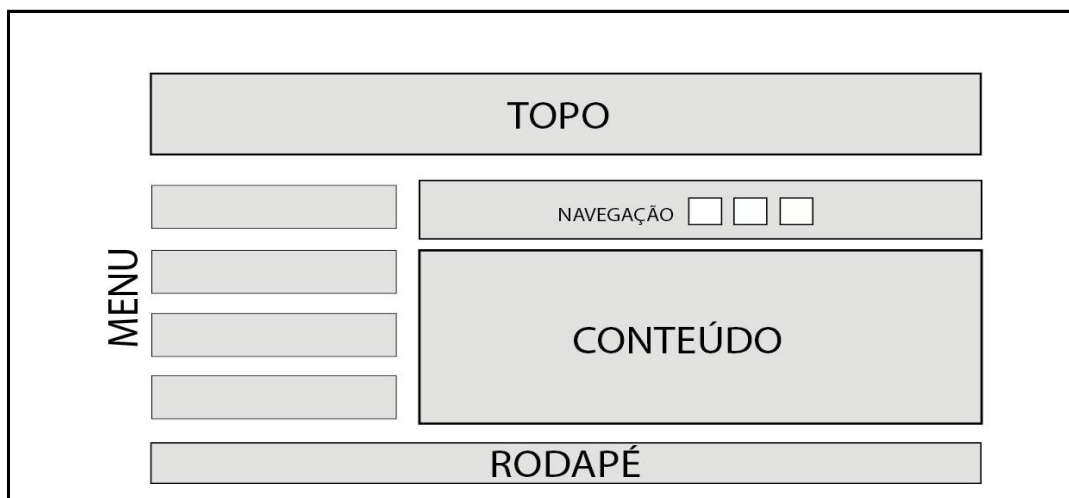 TOPO
NAVEGAÇÃO
MENU
CONTEÚDO
RODAPÉ